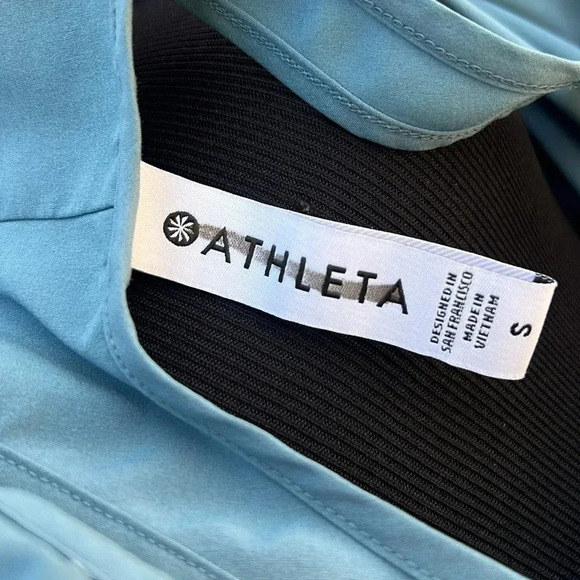 ATHLETA
DESIGNED IN
SAN FRANCISCO
MADE IN
VIETNAM
S